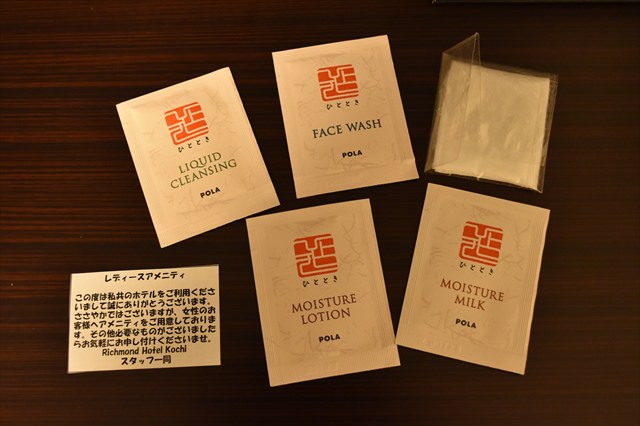 ひととき
LIQUID
CLEANSING
POLA
ひととき
FACE WASH
POLA
ひととき
MOISTURE
LOTION
POLA
ひととき
MOISTURE
MILK
POLA
レディースアメニティ
この度は私共のホテルをご利用くださ
いまして誠にありがとうございます。
ささやかではございますが、女性のお
客様へアメニティをご用意しておりま
す。その他必要なものがございました
らお気軽にお申し付けくださいませ。
Richmond Hotel Kochi
スタッフ一同